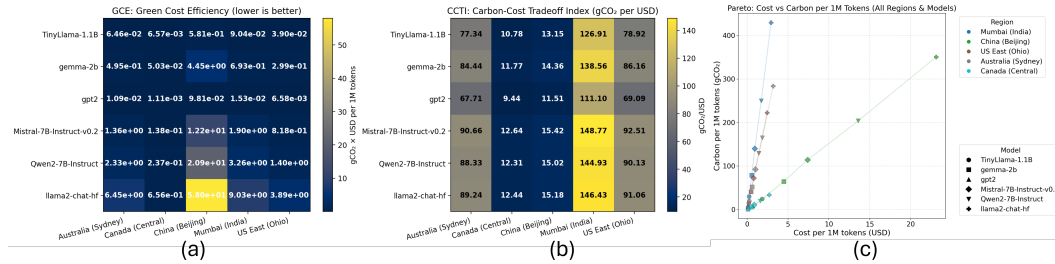 GCE: Green Cost Efficiency (lower is better)
TinyLlama-1.1B
6.46e-02 6.57e-03 5.81e-01 9.04e-02 3.90e-02
gemma-2b
4.95e-01 5.03e-02 4.45e+00 6.93e-01 2.99e-01
gpt2
1.09e-02 1.11e-03 9.81e-02 1.53e-02 6.58e-03
Mistral-7B-Instruct-v0.2
1.36e+00 1.38e-01 1.22e+01 1.90e+00 8.18e-01
Qwen2-7B-Instruct
2.33e+00 2.37e-01 2.09e+01 3.26e+00 1.40e+00
llama2-chat-hf
6.45e+00 6.56e-01 5.80e+01 9.03e+00 3.89e+00
Australia (Sydney)
Canada (Central)
China (Beijing)
Mumbai (India)
US East (Ohio)
50
40
30
20
10
gCO₂ × USD per 1M tokens
(a)
CCTI: Carbon-Cost Tradeoff Index (gCO₂ per USD)
TinyLlama-1.1B
77.34 10.78 13.15 126.91 78.92
gemma-2b
84.44 11.77 14.36 138.56 86.16
gpt2
67.71 9.44 11.51 111.10 69.09
Mistral-7B-Instruct-v0.2
90.66 12.64 15.42 148.77 92.51
Qwen2-7B-Instruct
88.33 12.31 15.02 144.93 90.13
llama2-chat-hf
89.24 12.44 15.18 146.43 91.06
Australia (Sydney)
Canada (Central)
China (Beijing)
Mumbai (India)
US East (Ohio)
140
120
100
80
60
40
20
gCO₂/USD
(b)
Pareto: Cost vs Carbon per 1M Tokens (All Regions & Models)
Carbon per 1M tokens (gCO₂)
400
300
200
100
0
0 5 10 15 20
Cost per 1M tokens (USD)
Region
Mumbai (India)
China (Beijing)
US East (Ohio)
Australia (Sydney)
Canada (Central)
Model
TinyLlama-1.1B
gemma-2b
gpt2
Mistral-7B-Instruct-v0.
Qwen2-7B-Instruct
llama2-chat-hf
(c)